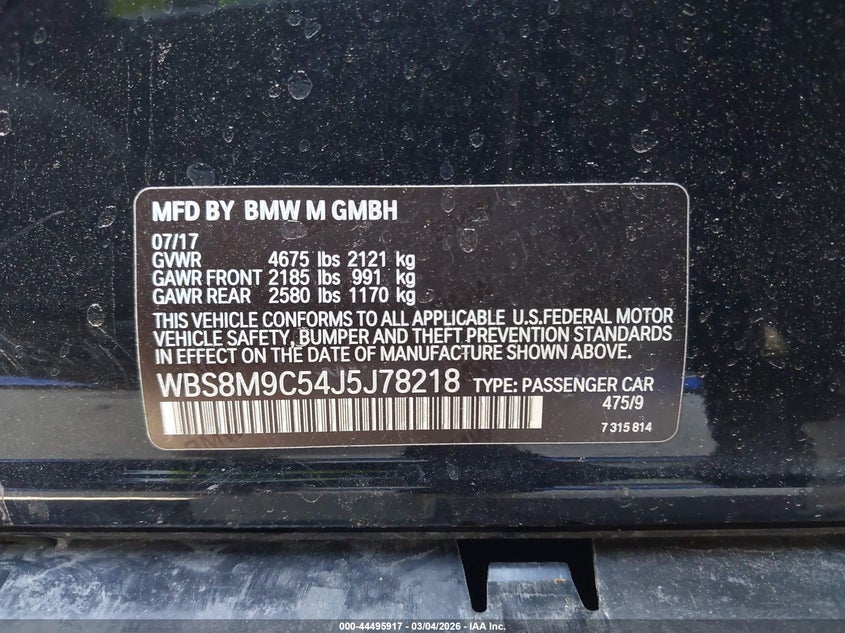 MFD BY BMW M GMBH
07/17
GVWR 4675 lbs 2121 kg
GAWR FRONT 2185 lbs 991 kg
GAWR REAR 2580 lbs 1170 kg
THIS VEHICLE CONFORMS TO ALL APPLICABLE U.S.FEDERAL MOTOR
VEHICLE SAFETY, BUMPER AND THEFT PREVENTION STANDARDS
IN EFFECT ON THE DATE OF MANUFACTURE SHOWN ABOVE.
WBS8M9C54J5J78218 TYPE: PASSENGER CAR
475/9
7 315 814
000-44495917 - 03/04/2026 - IAA Inc.